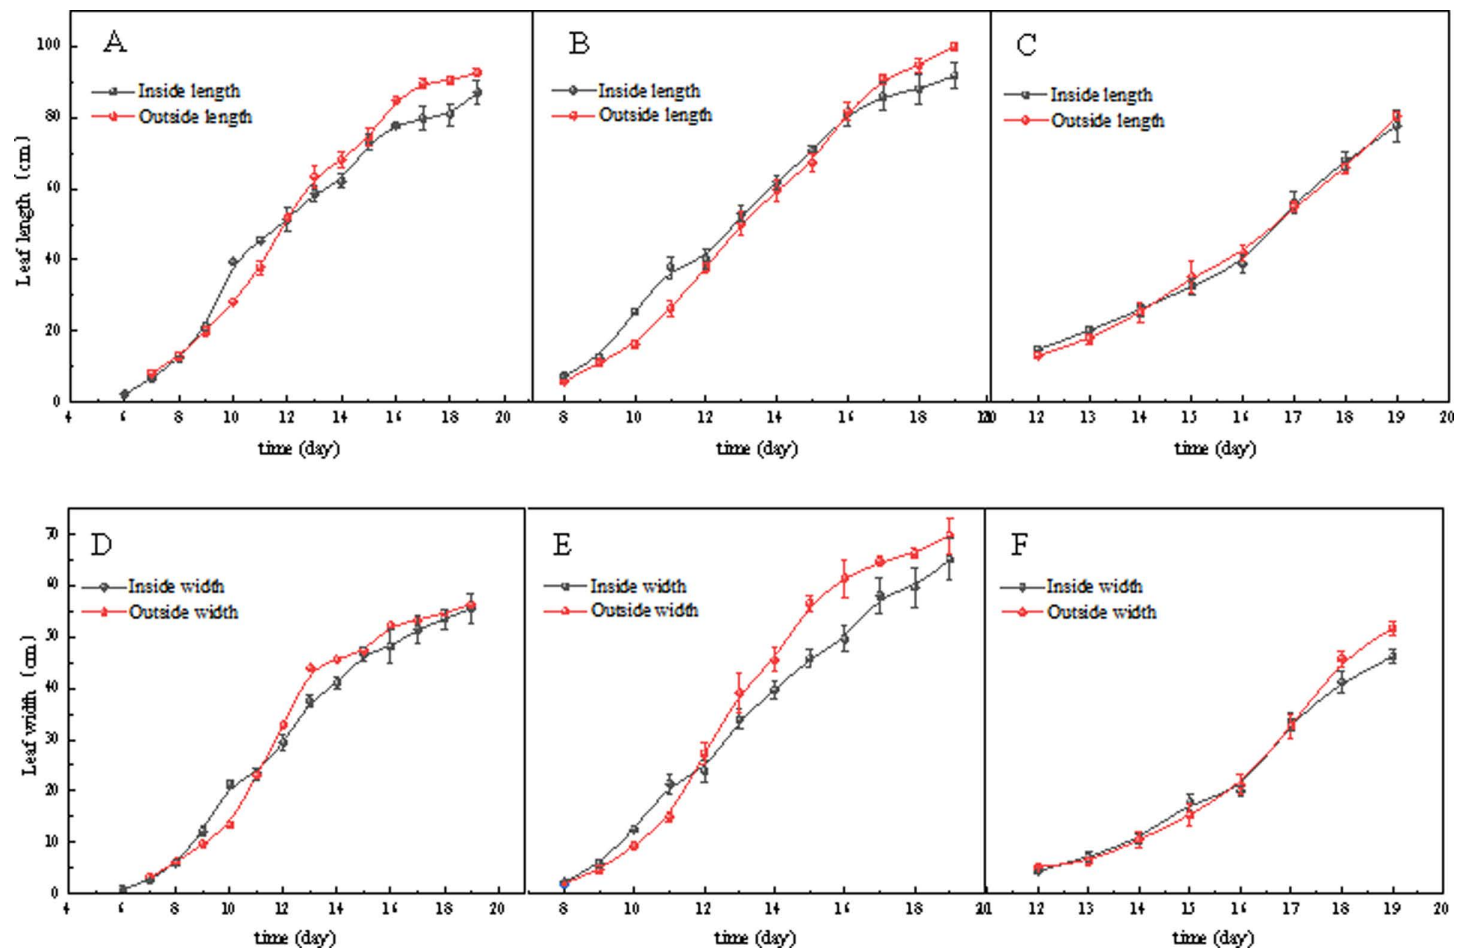 A
Inside length
Outside length
B
Inside length
Outside length
C
Inside length
Outside length
Leaf length (cm)
100
80
60
40
20
0
4 6 8 10 12 14 16 18 20
8 10 12 14 16 18
12 13 14 15 16 17 18 19 20
time (day)
time (day)
time (day)
D
Inside width
Outside width
E
Inside width
Outside width
F
Inside width
Outside width
Leaf width (cm)
70
60
50
40
30
20
10
0
4 6 8 10 12 14 16 18 20
8 10 12 14 16 18
12 13 14 15 16 17 18 19 20
time (day)
time (day)
time (day)